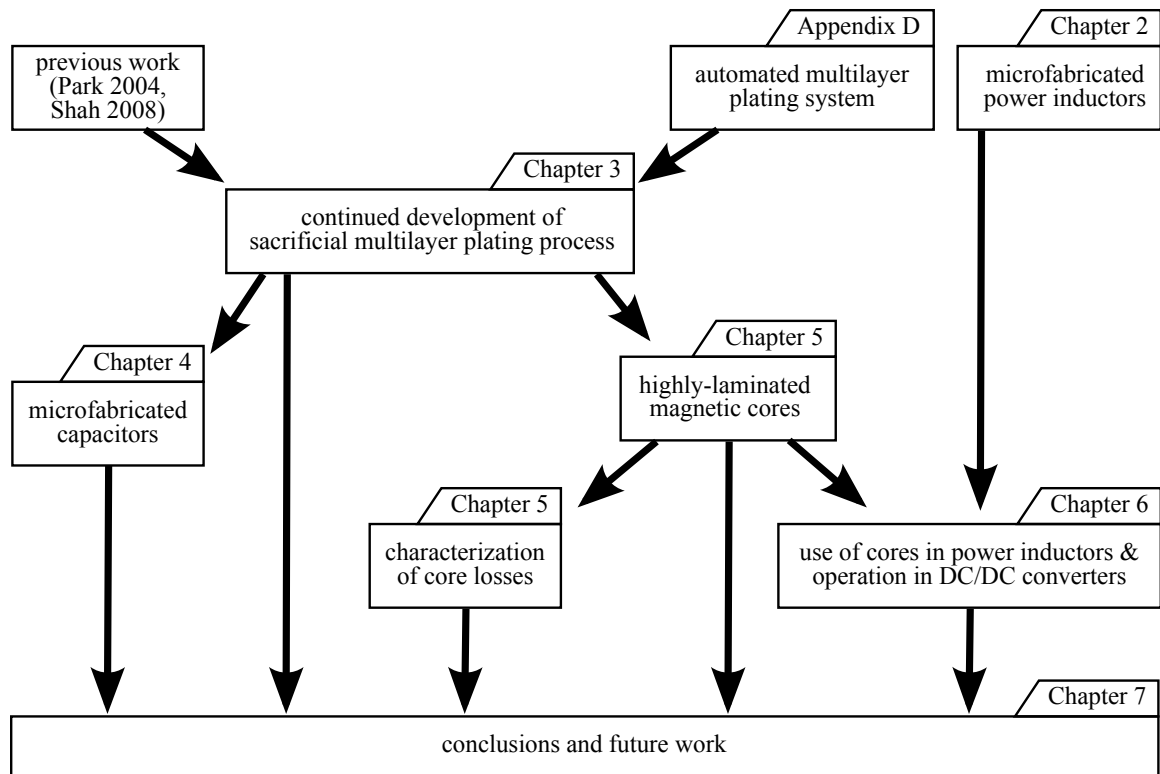 Appendix D
Chapter 2
previous work
(Park 2004,
Shah 2008)
automated multilayer
plating system
microfabricated
power inductors
Chapter 3
continued development of
sacrificial multilayer plating process
Chapter 4
microfabricated
capacitors
Chapter 5
highly-laminated
magnetic cores
Chapter 5
characterization
of core losses
Chapter 6
use of cores in power inductors &
operation in DC/DC converters
Chapter 7
conclusions and future work